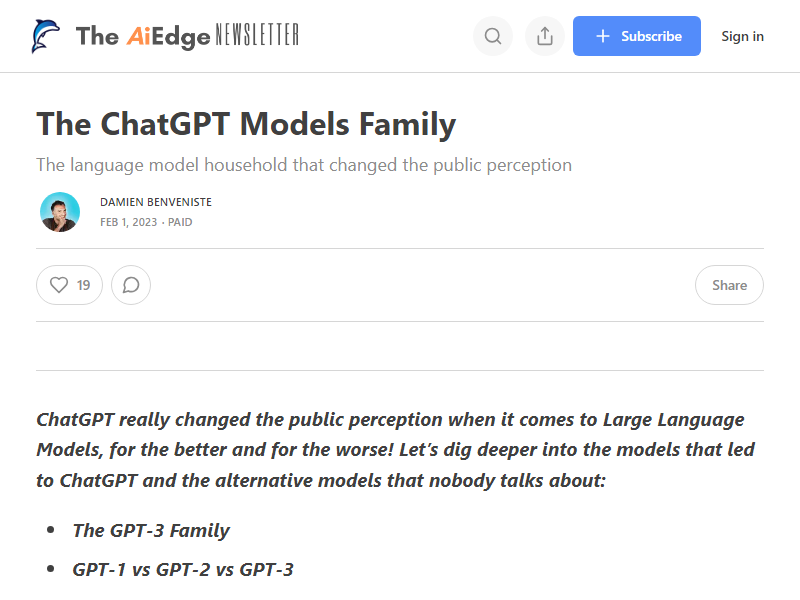 The AiEdge NEWSLETTER
Subscribe
Sign in
The ChatGPT Models Family
The language model household that changed the public perception
DAMIEN BENVENISTE
FEB 1, 2023 · PAID
19
Share
ChatGPT really changed the public perception when it comes to Large Language
Models, for the better and for the worse! Let's dig deeper into the models that led
to ChatGPT and the alternative models that nobody talks about:
• The GPT-3 Family
• GPT-1 vs GPT-2 vs GPT-3